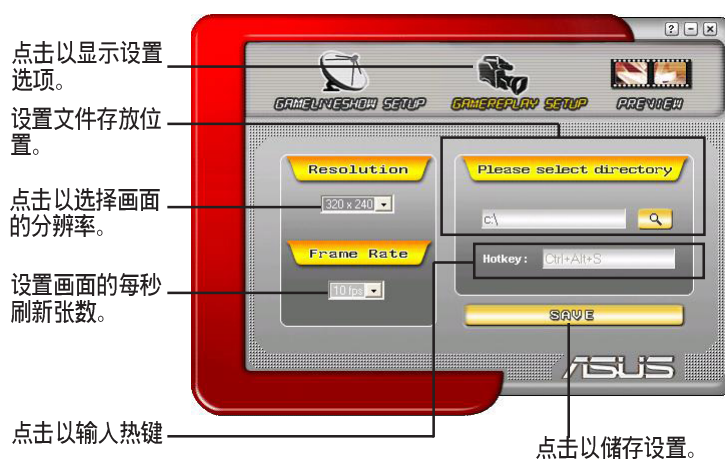 点击以显示设置
选项。
设置文件存放位
置。
点击以选择画面
的分辨率。
设置画面的每秒
刷新张数。
点击以输入热键
点击以储存设置。
GAMELIVESHOW SETUP
GAMEREPLAY SETUP
PREVIEW
Resolution
320 x 240
Frame Rate
10 fps
Please select directory
c:\
Hotkey :
Ctrl+Alt+S
SAVE
ASUS